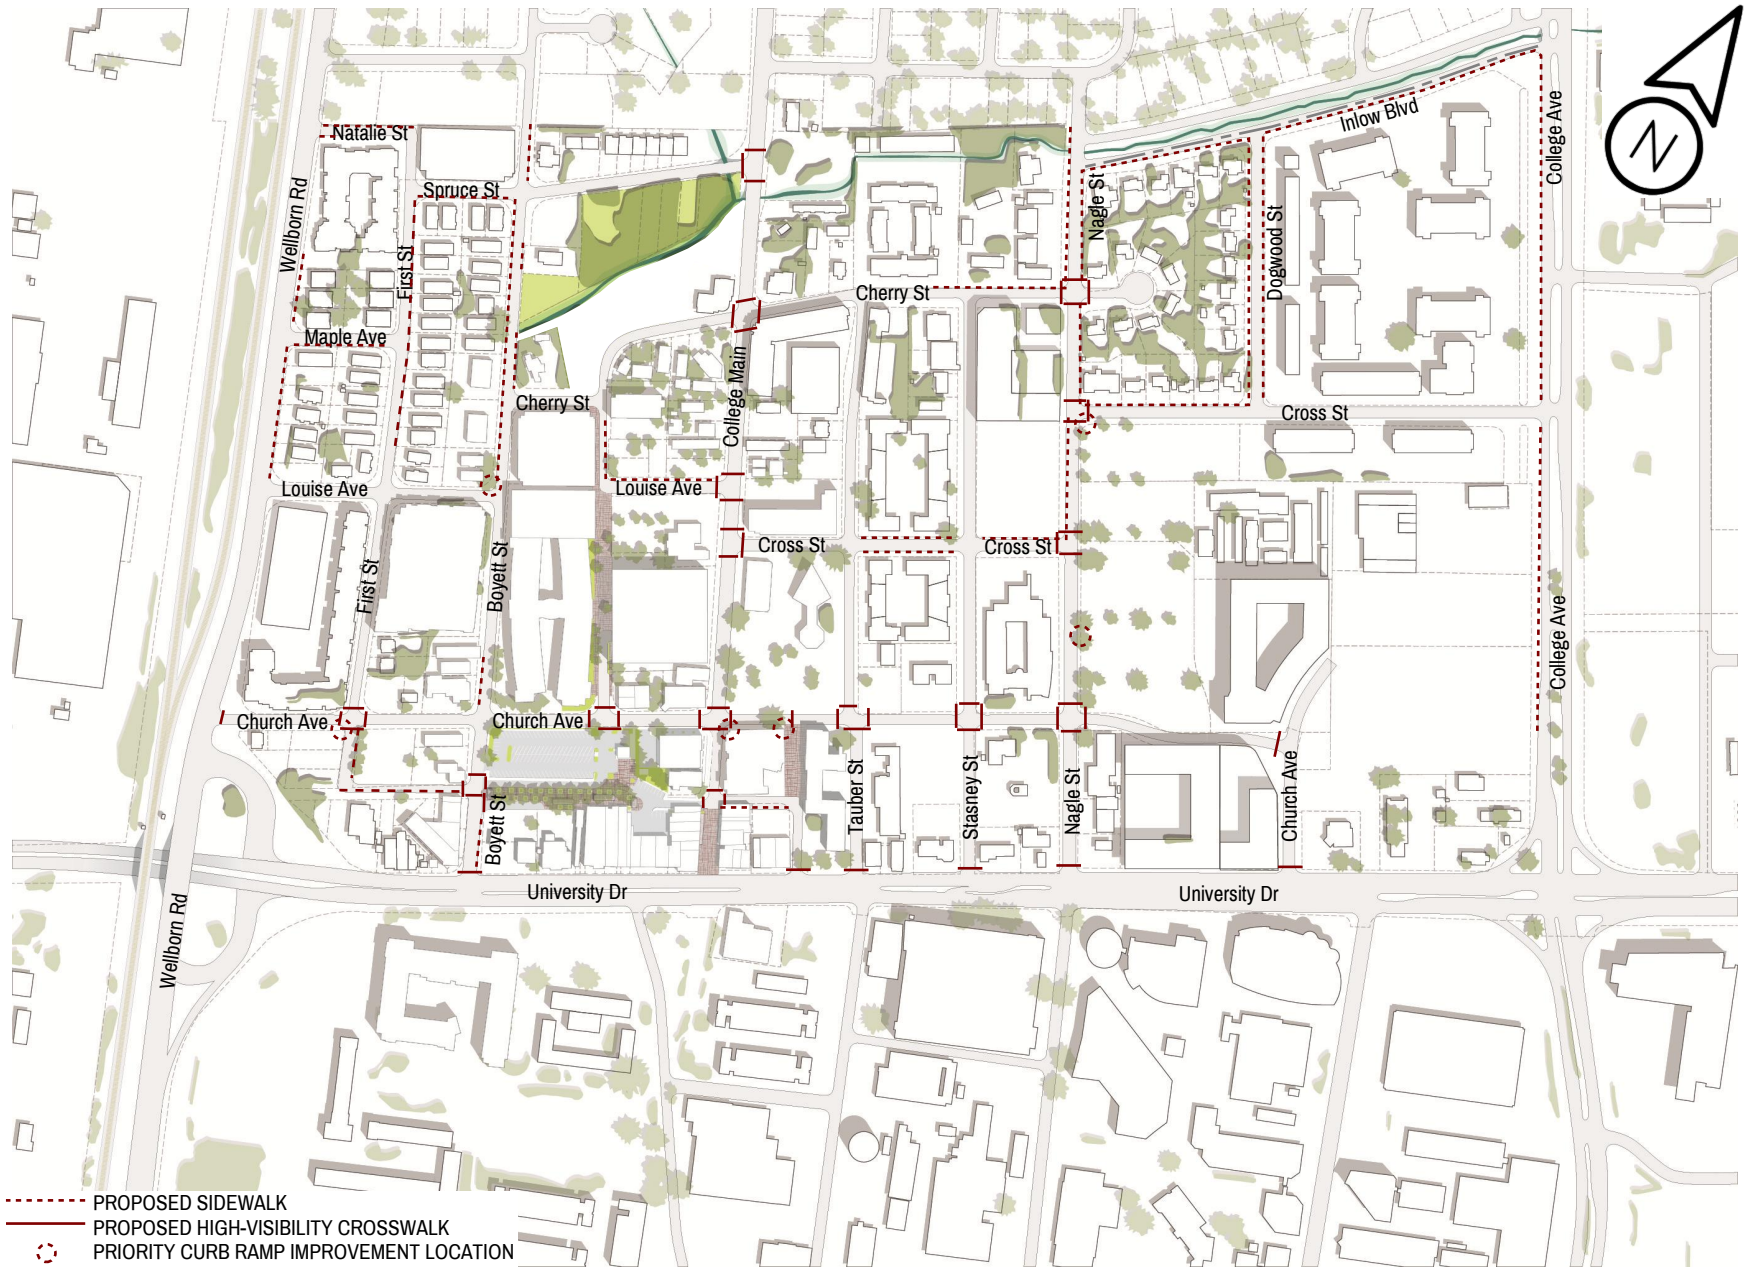 College Ave
Inlow Blvd
Natalie St
Nagle St
Wellborn Rd
Spruce St
Dogwood St
First St
Cherry St
Maple Ave
College Main
Cherry St
Cross St
Louise Ave
Louise Ave
Cross St
Cross St
Boyett St
First St
College Ave
Church Ave
Church Ave
Tauber St
Stasney St
Nagle St
Church Ave
Boyett St
University Dr
University Dr
Wellborn Rd
N
PROPOSED SIDEWALK
PROPOSED HIGH-VISIBILITY CROSSWALK
PRIORITY CURB RAMP IMPROVEMENT LOCATION